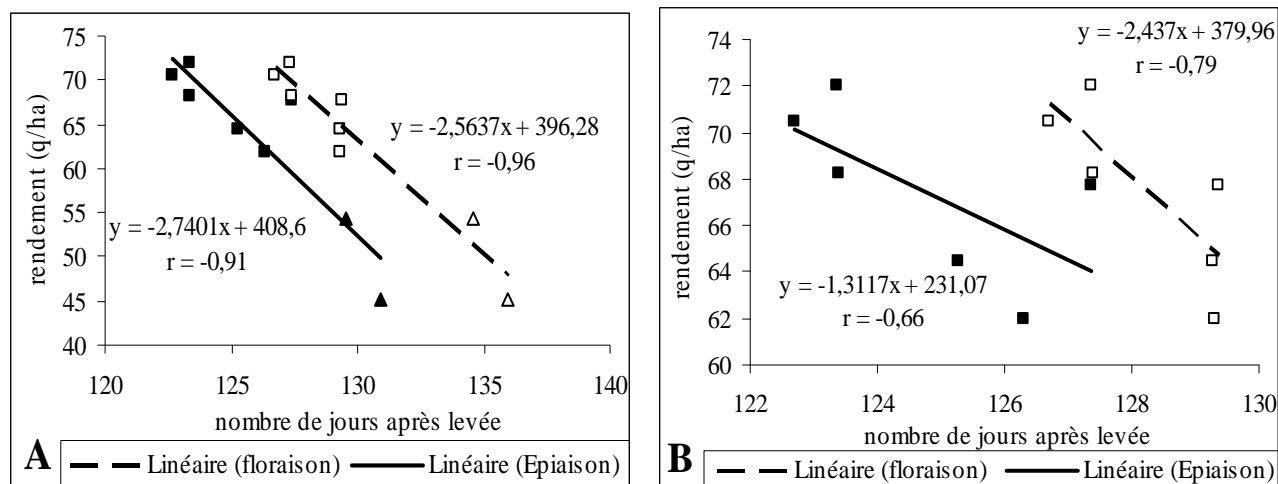 75
70
65
60
55
50
45
40
rendement (q/ha)
y = -2,5637x + 396,28
r = -0,96
y = -2,7401x + 408,6
r = -0,91
120
125
130
135
140
nombre de jours après levée
A
Linéaire (floraison)
Linéaire (Epiaison)
74
72
70
68
66
64
62
60
rendement (q/ha)
y = -2,437x + 379,96
r = -0,79
y = -1,3117x + 231,07
r = -0,66
122
124
126
128
130
nombre de jours après levée
B
Linéaire (floraison)
Linéaire (Epiaison)